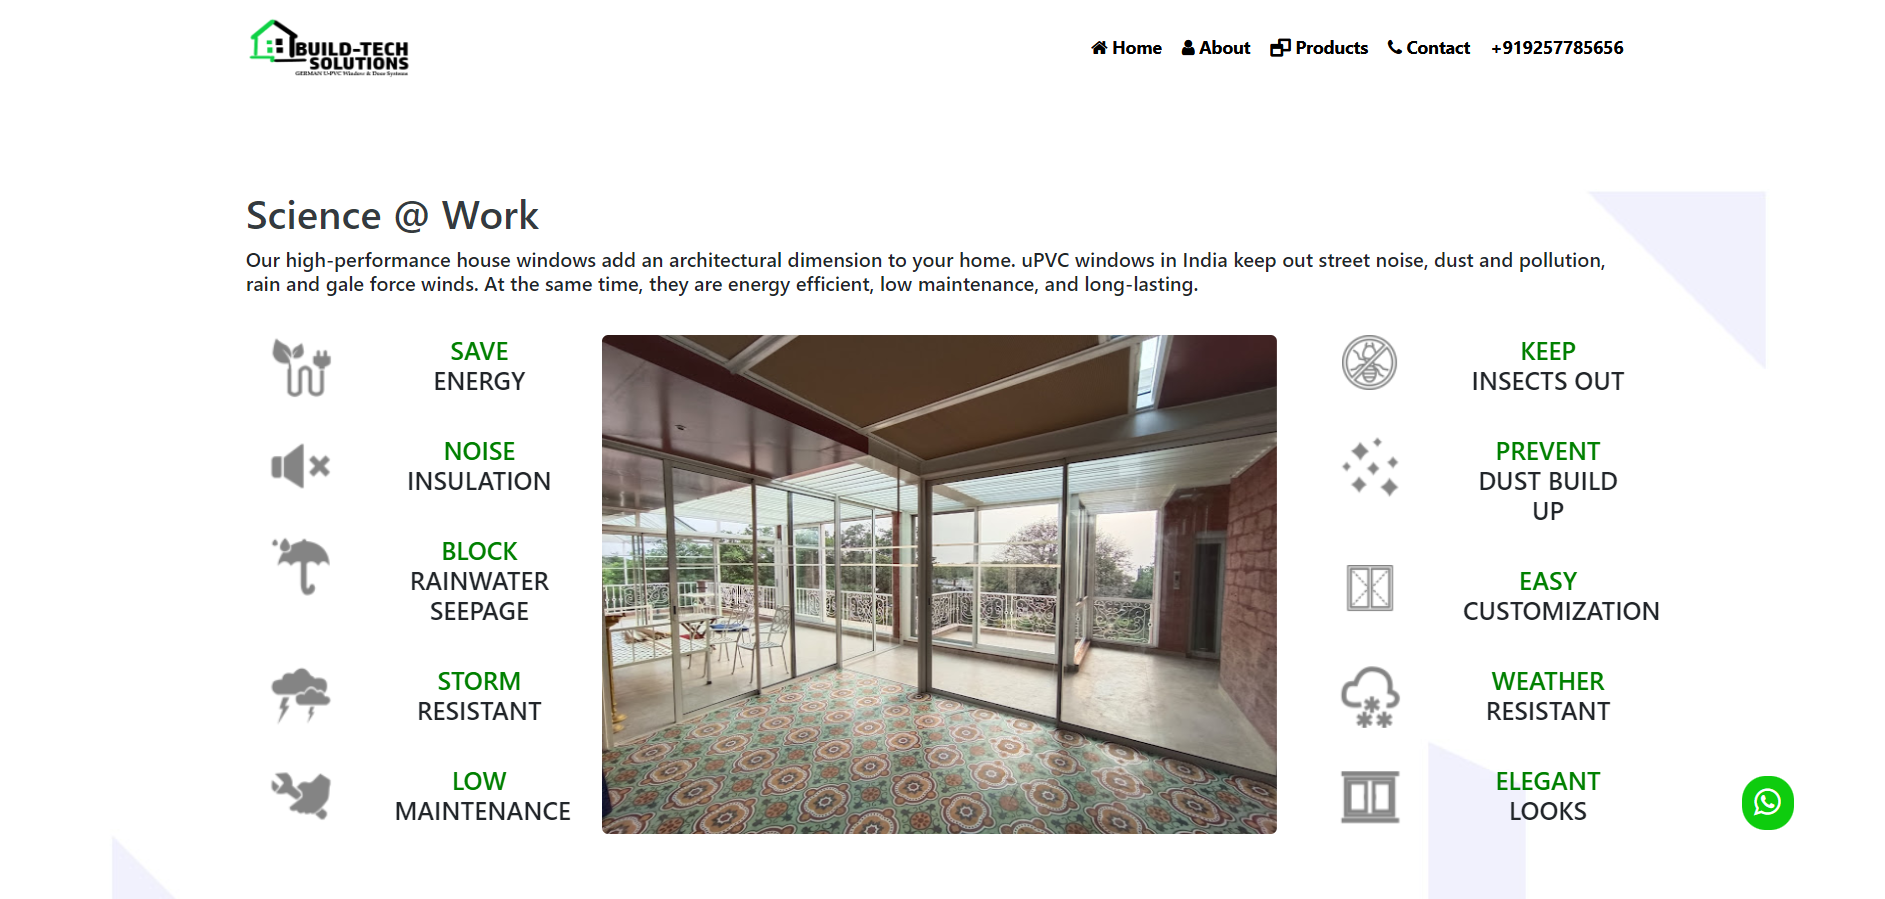 BUILD-TECH
SOLUTIONS
GERMAN U-PVC Window & Door Systems
Home About Products Contact +919257785656
Science @ Work
Our high-performance house windows add an architectural dimension to your home. uPVC windows in India keep out street noise, dust and pollution,
rain and gale force winds. At the same time, they are energy efficient, low maintenance, and long-lasting.
SAVE
ENERGY
NOISE
INSULATION
BLOCK
RAINWATER
SEEPAGE
STORM
RESISTANT
LOW
MAINTENANCE
KEEP
INSECTS OUT
PREVENT
DUST BUILD
UP
EASY
CUSTOMIZATION
WEATHER
RESISTANT
ELEGANT
LOOKS